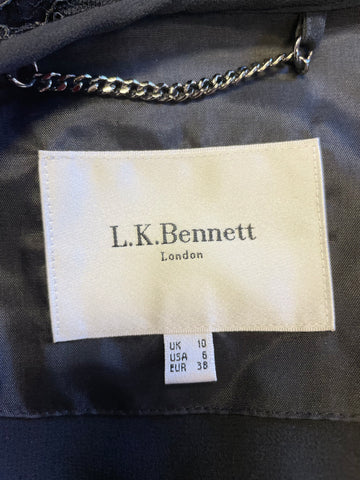 L.K.Bennett
London
UK 10
USA 6
EUR 38